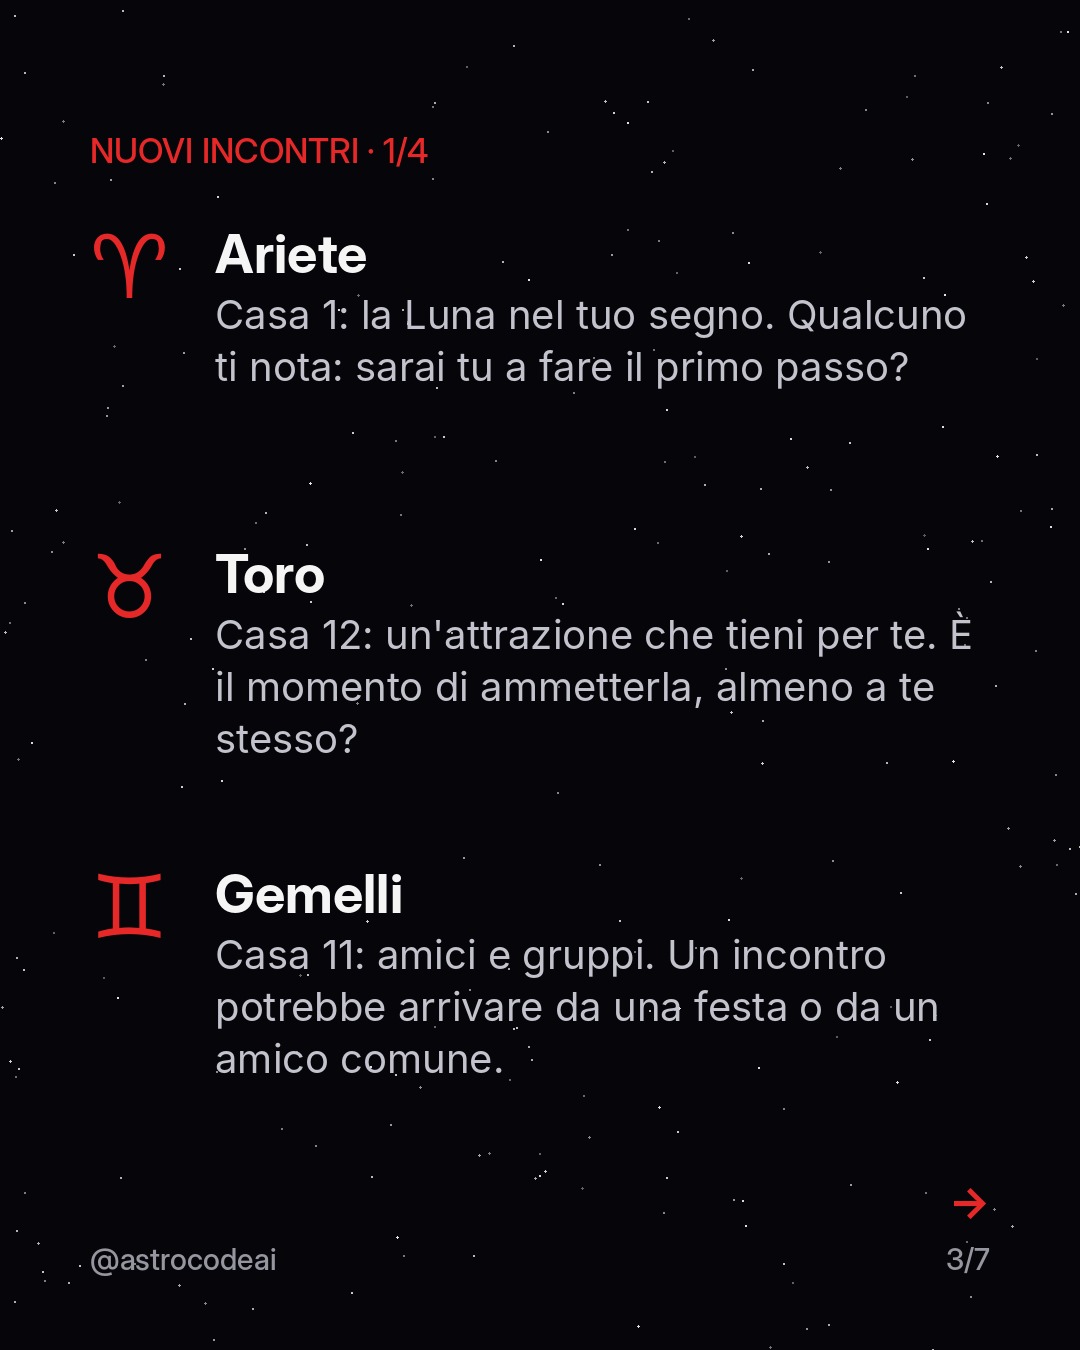 NUOVI INCONTRI · 1/4
♈ Ariete
Casa 1: la Luna nel tuo segno. Qualcuno
ti nota: sarai tu a fare il primo passo?
♉ Toro
Casa 12: un'attrazione che tieni per te. È
il momento di ammetterla, almeno a te
stesso?
♊ Gemelli
Casa 11: amici e gruppi. Un incontro
potrebbe arrivare da una festa o da un
amico comune.
→
@astrocodeai
3/7